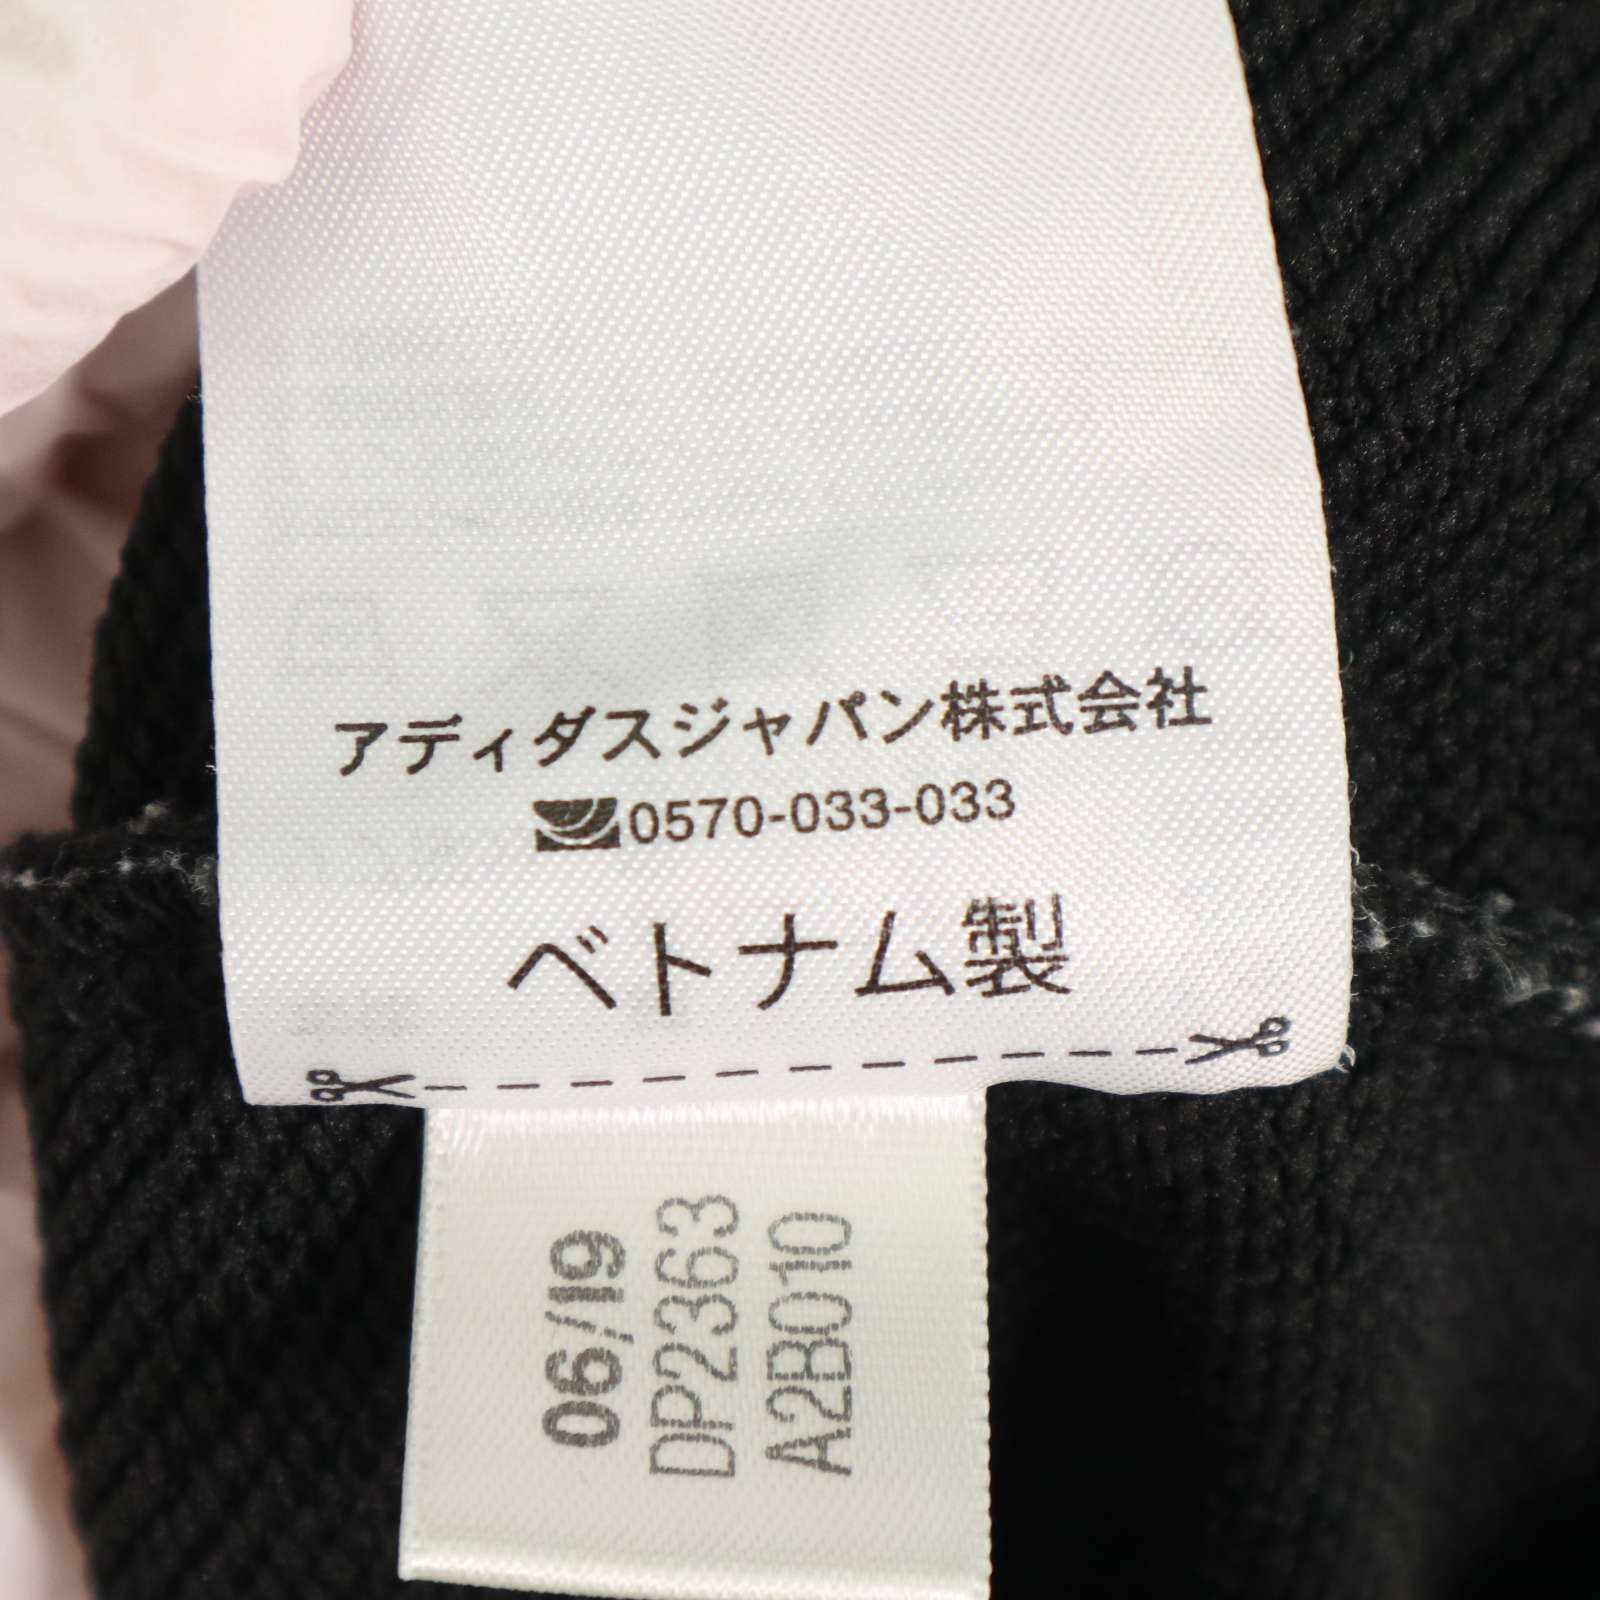 アディダスジャパン株式会社
0570-033-033
ベトナム製
06/19
DP2363
A2B010